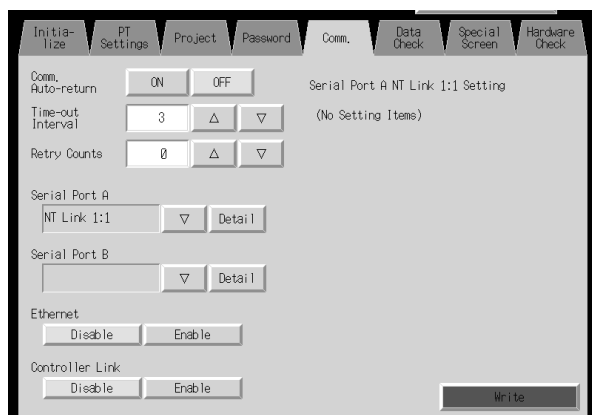 Initia-
lize
PT
Settings
Project
Password
Comm.
Data
Check
Special
Screen
Hardware
Check
Comm.
Auto-return
ON
OFF
Serial Port A NT Link 1:1 Setting
Time-out
Interval
3
△
▽
(No Setting Items)
Retry Counts
0
△
▽
Serial Port A
NT Link 1:1
▽
Detail
Serial Port B
▽
Detail
Ethernet
Disable
Enable
Controller Link
Disable
Enable
Write